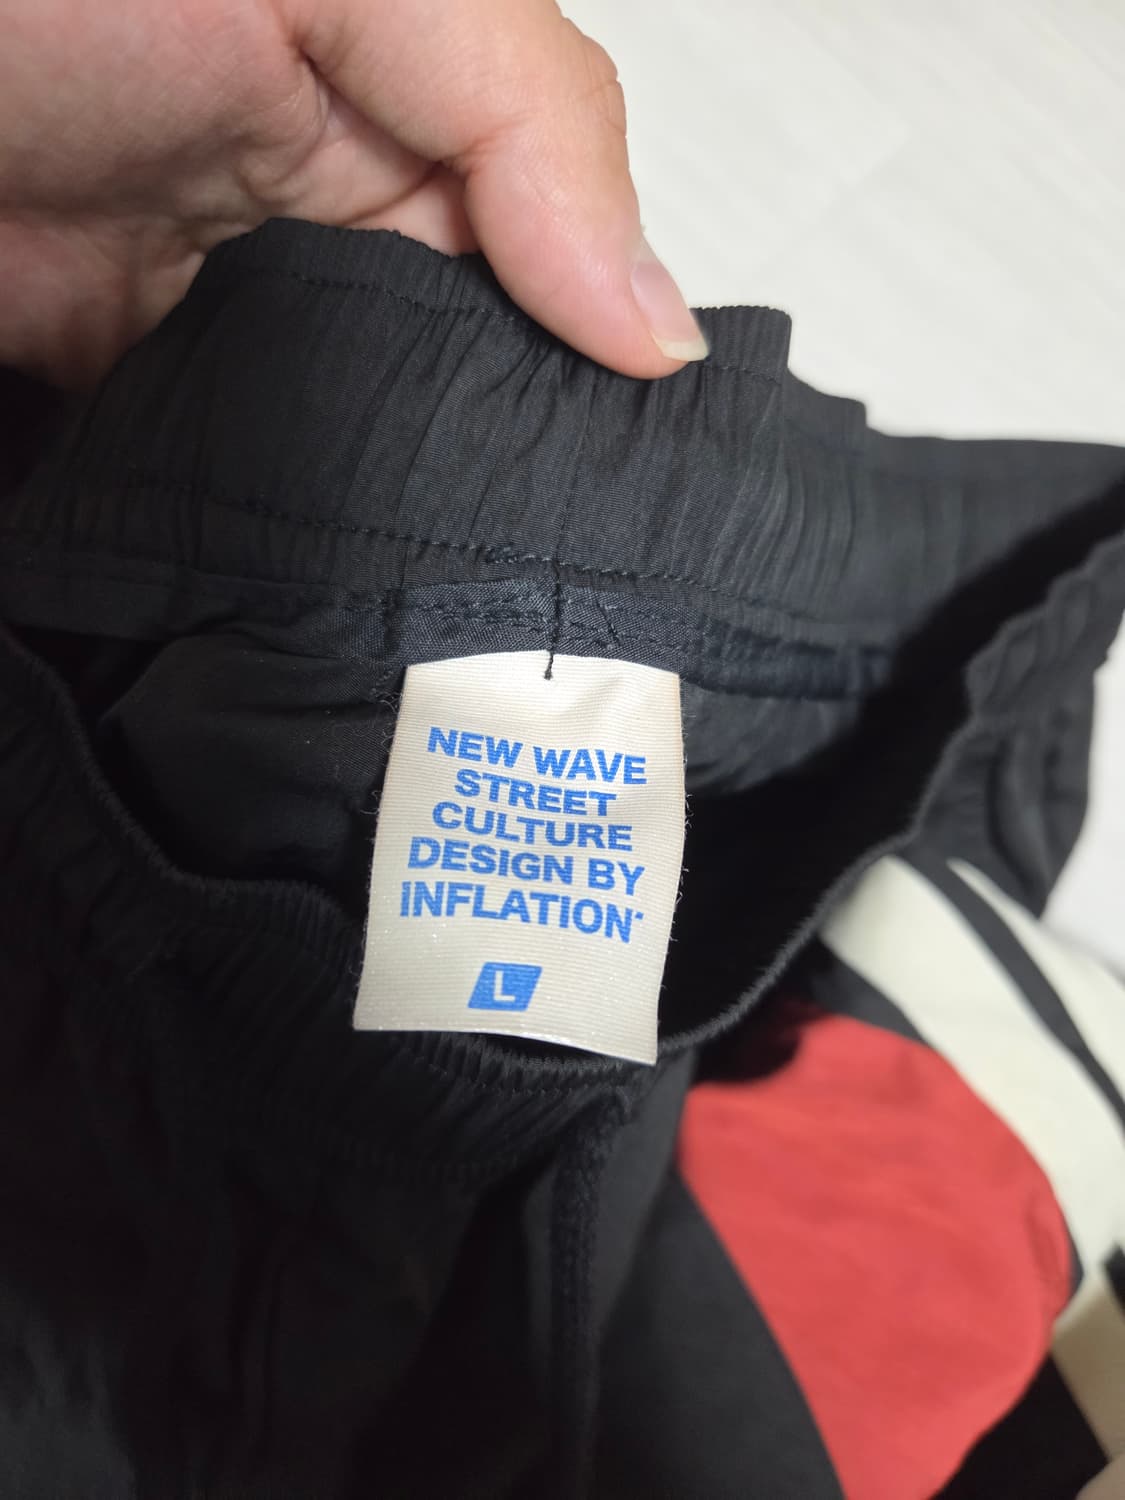 NEW WAVE
STREET
CULTURE
DESIGN BY
INFLATION
L